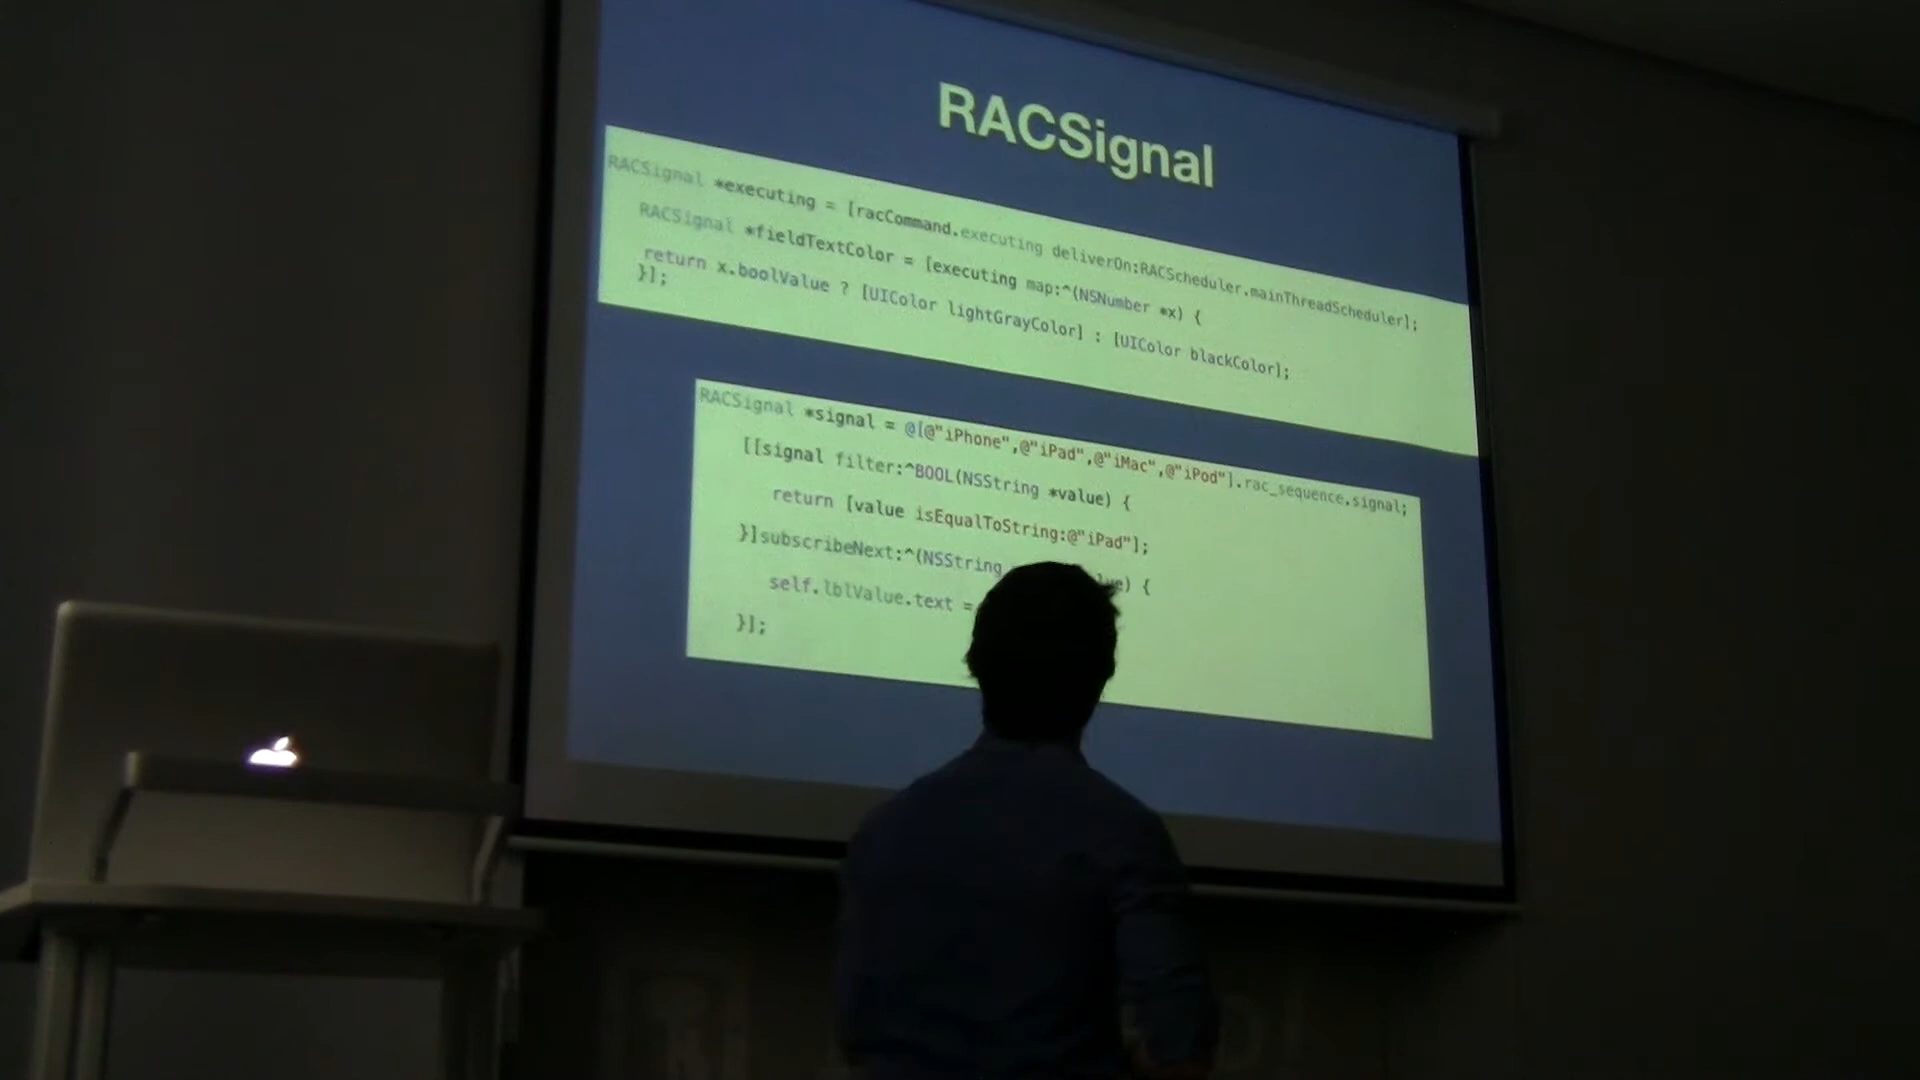 RACSignal
RACSignal *executing = [racCommand.executing deliverOn:RACScheduler.mainThreadScheduler];
RACSignal *fieldTextColor = [executing map:^(NSNumber *x) {
return x.boolValue ? [UIColor lightGrayColor] : [UIColor blackColor];
}];
RACSignal *signal = @[@"iPhone",@"iPad",@"iMac",@"iPod"].rac_sequence.signal;
[[signal filter:^BOOL(NSString *value) {
return [value isEqualToString:@"iPad"];
}]subscribeNext:^(NSString lue) {
self.lblValue.text =
}];